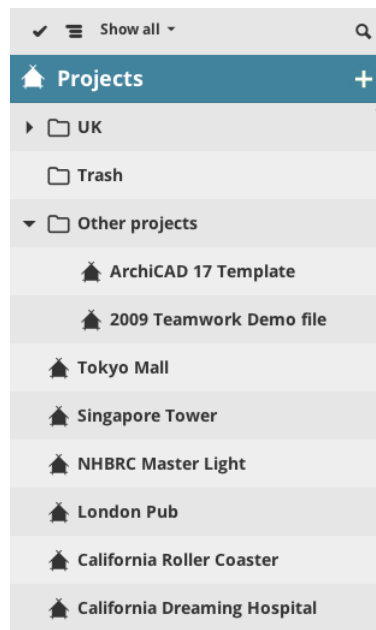 Show all
Projects
UK
Trash
Other projects
ArchiCAD 17 Template
2009 Teamwork Demo file
Tokyo Mall
Singapore Tower
NHBRC Master Light
London Pub
California Roller Coaster
California Dreaming Hospital